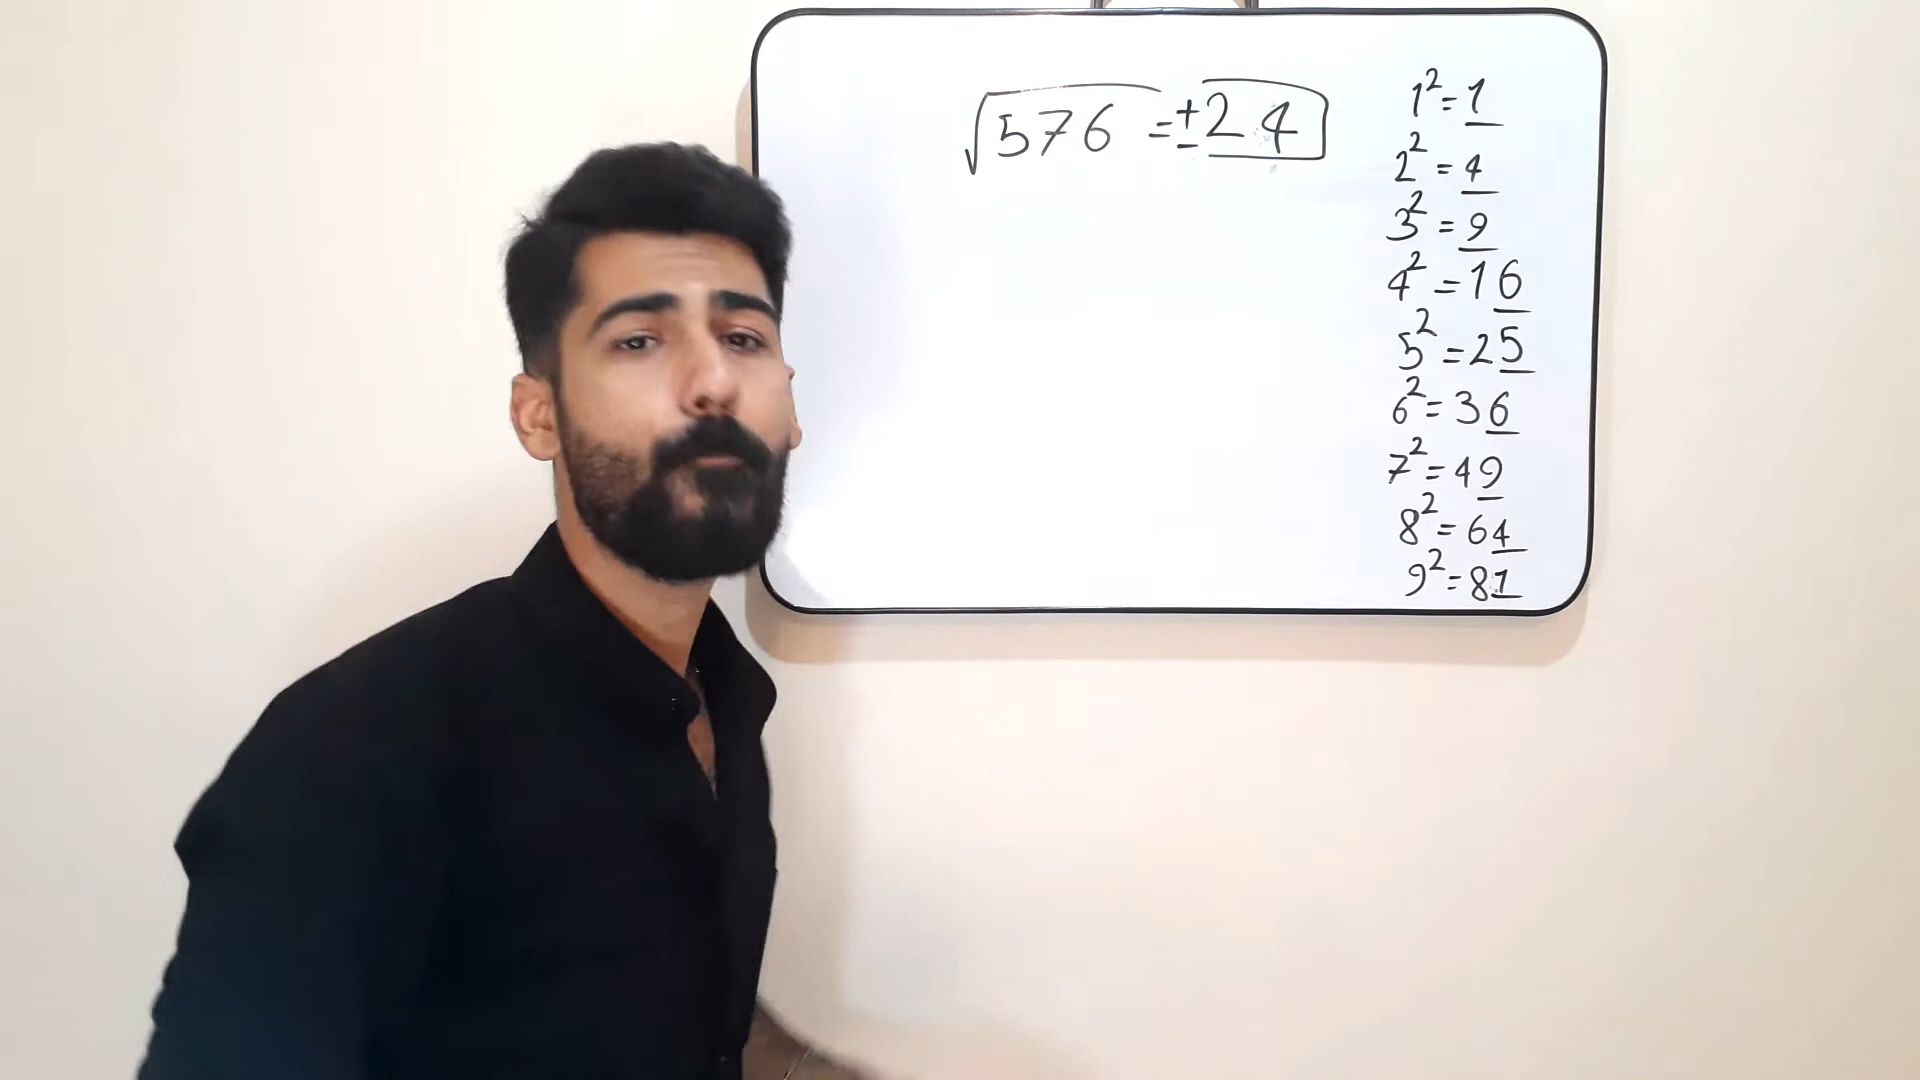 √576 = ±24
1² = 1
2² = 4
3² = 9
4² = 16
5² = 25
6² = 36
7² = 49
8² = 64
9² = 81